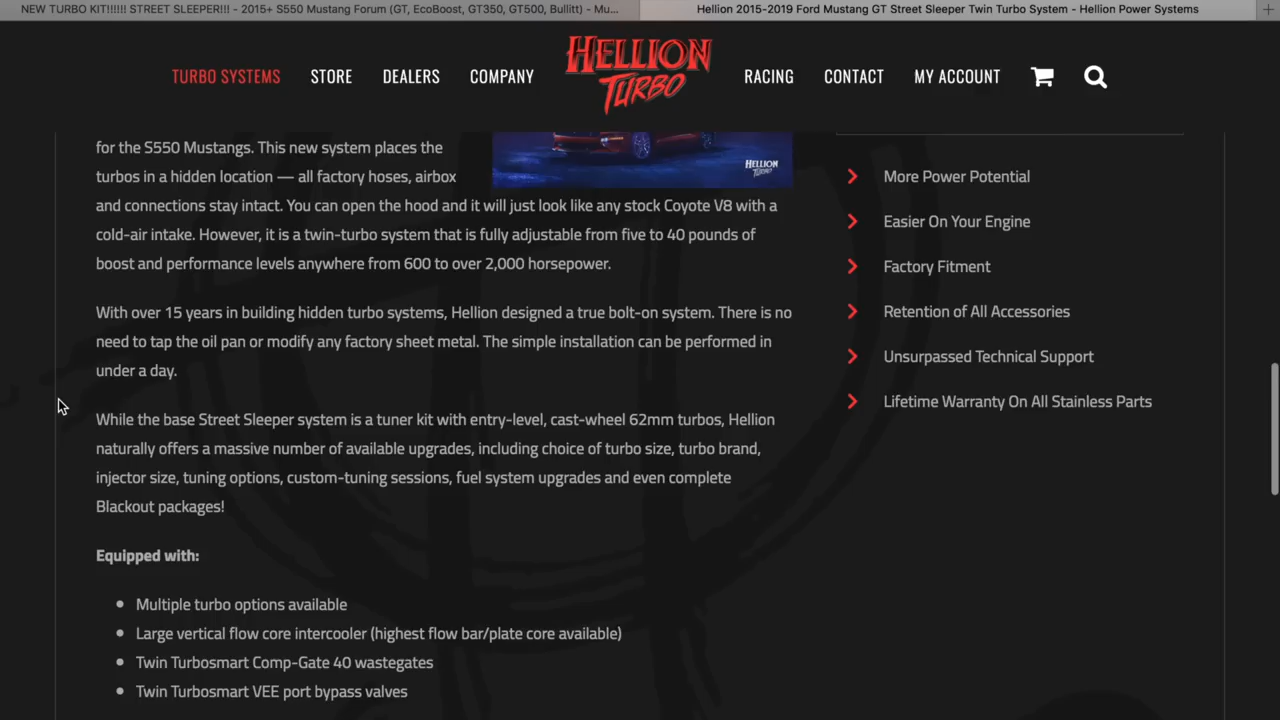 NEW TURBO KIT!!!!!! STREET SLEEPER!!! - 2015+ S550 Mustang Forum (GT, EcoBoost, GT350, GT500, Bullitt) - Mu...
Hellion 2015-2019 Ford Mustang GT Street Sleeper Twin Turbo System - Hellion Power Systems
TURBO SYSTEMS
STORE
DEALERS
COMPANY
HELLION
TURBO
RACING
CONTACT
MY ACCOUNT
for the S550 Mustangs. This new system places the
turbos in a hidden location — all factory hoses, airbox
and connections stay intact. You can open the hood and it will just look like any stock Coyote V8 with a
cold-air intake. However, it is a twin-turbo system that is fully adjustable from five to 40 pounds of
boost and performance levels anywhere from 600 to over 2,000 horsepower.
HELLION
TURBO
With over 15 years in building hidden turbo systems, Hellion designed a true bolt-on system. There is no
need to tap the oil pan or modify any factory sheet metal. The simple installation can be performed in
under a day.
While the base Street Sleeper system is a tuner kit with entry-level, cast-wheel 62mm turbos, Hellion
naturally offers a massive number of available upgrades, including choice of turbo size, turbo brand,
injector size, tuning options, custom-tuning sessions, fuel system upgrades and even complete
Blackout packages!
Equipped with:
Multiple turbo options available
Large vertical flow core intercooler (highest flow bar/plate core available)
Twin Turbosmart Comp-Gate 40 wastegates
Twin Turbosmart VEE port bypass valves
More Power Potential
Easier On Your Engine
Factory Fitment
Retention of All Accessories
Unsurpassed Technical Support
Lifetime Warranty On All Stainless Parts